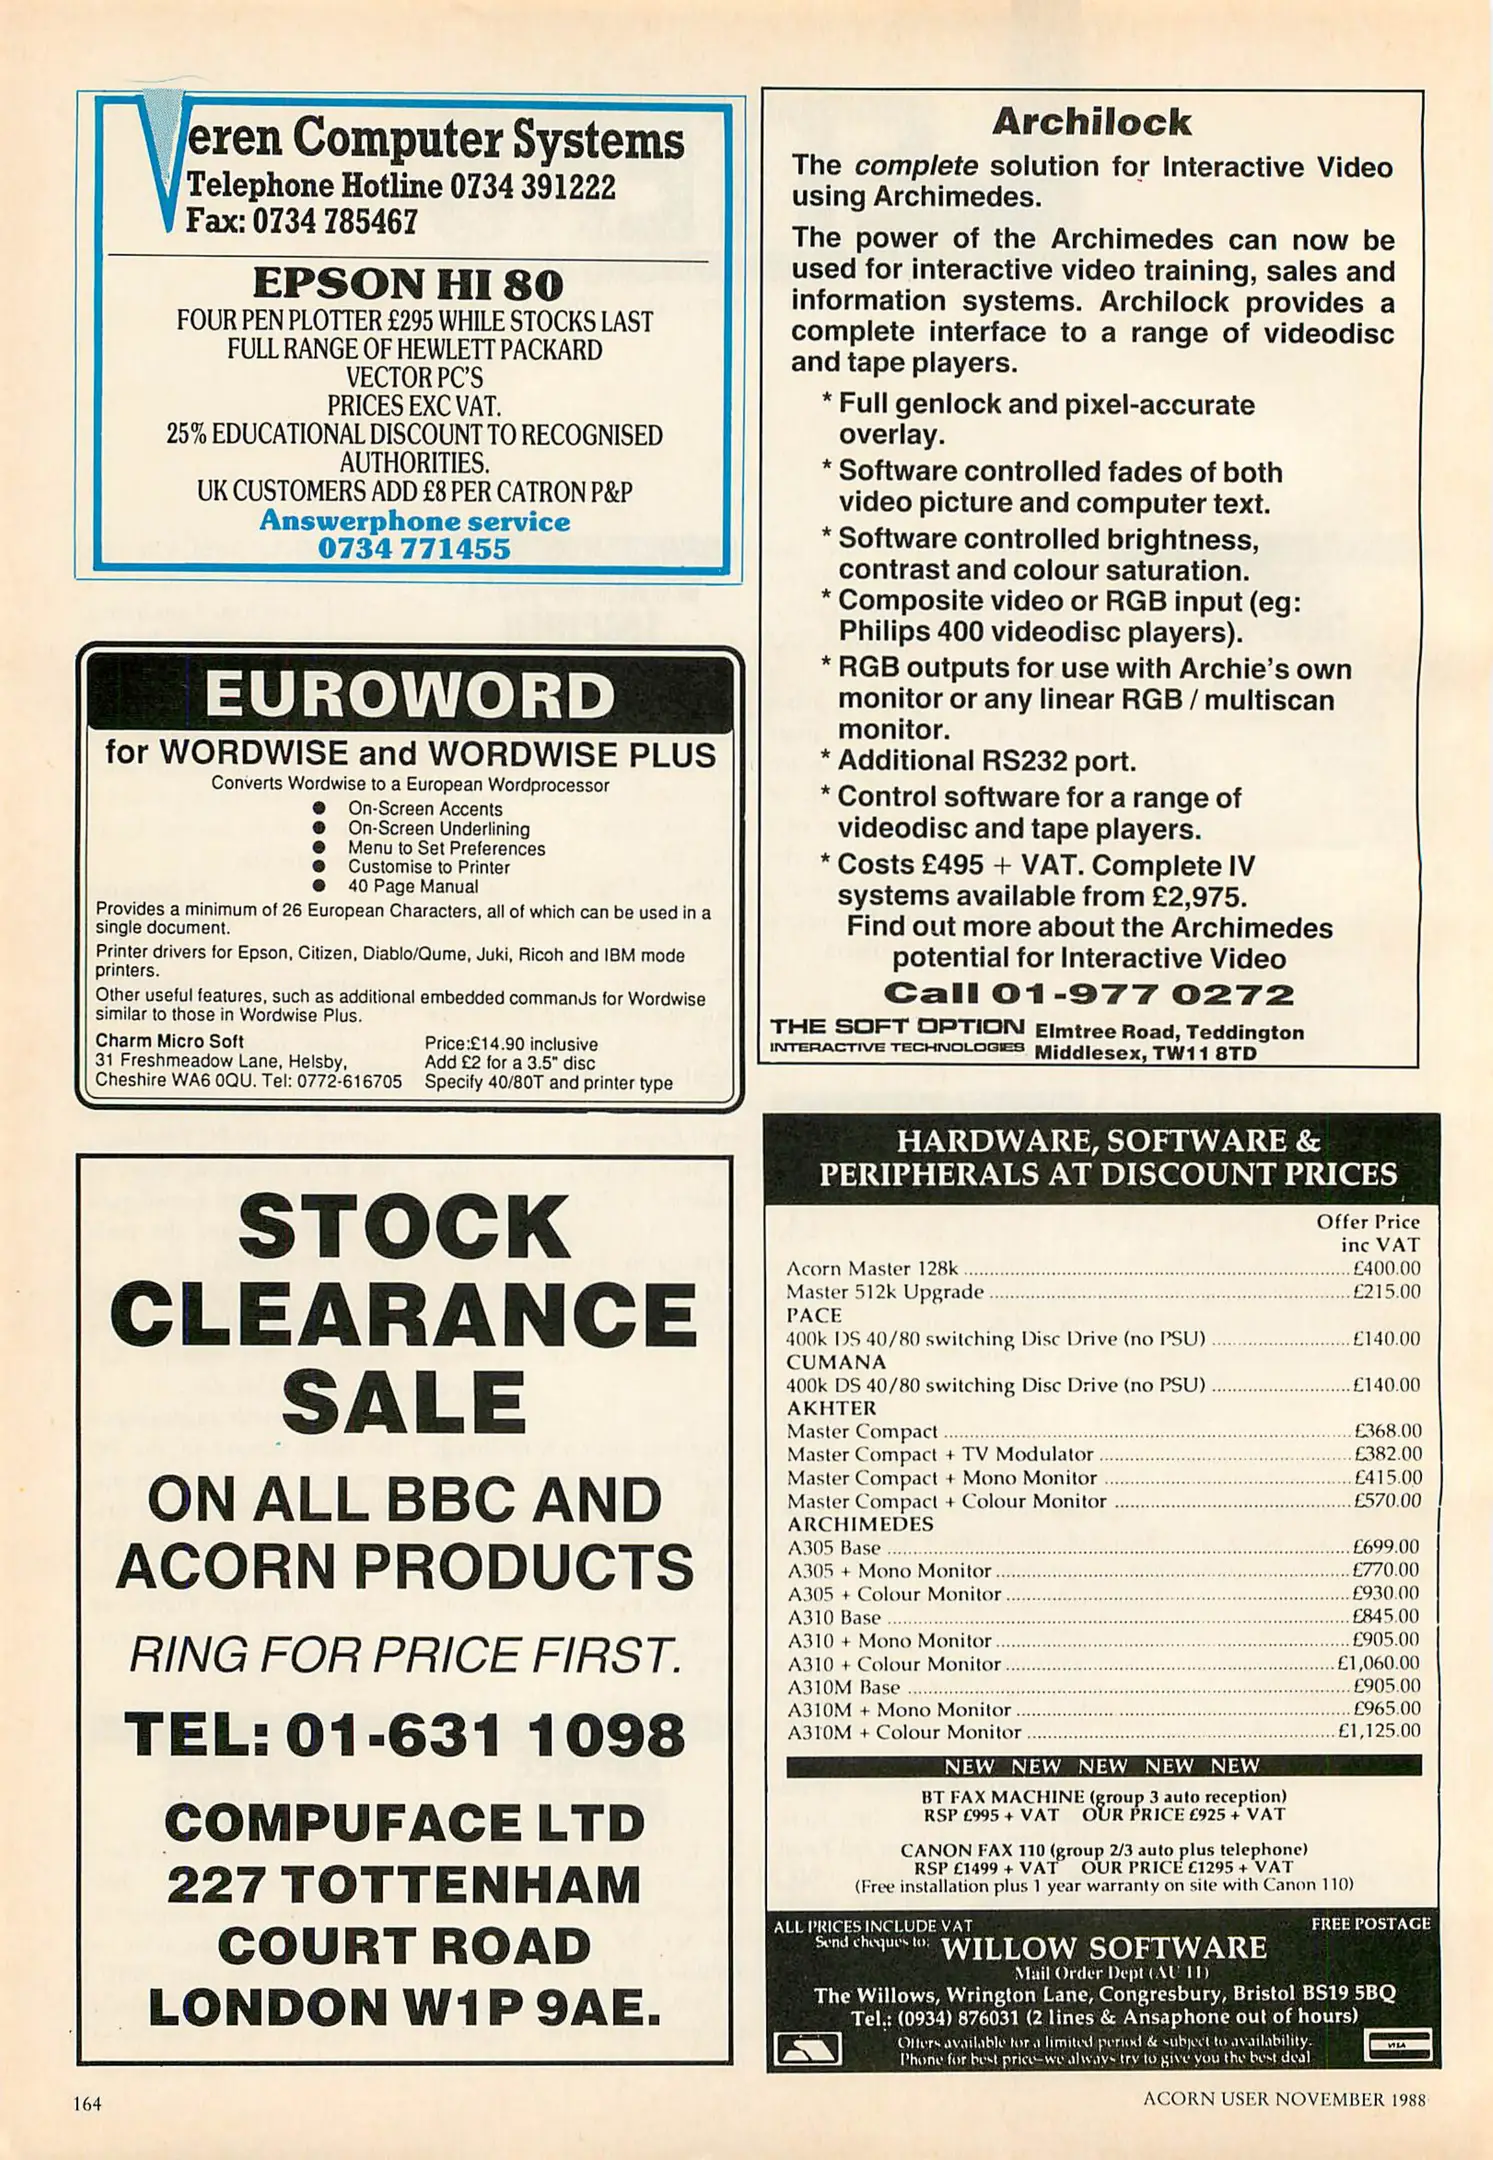 Veren Computer Systems
Telephone Hotline 0734 391222
Fax: 0734 785467
EPSON HI 80
FOUR PEN PLOTTER £295 WHILE STOCKS LAST
FULL RANGE OF HEWLETT PACKARD
VECTOR PC'S
PRICES EXC VAT.
25% EDUCATIONAL DISCOUNT TO RECOGNISED
AUTHORITIES.
UK CUSTOMERS ADD £8 PER CATRON P&P
Answerphone service
0734 771455
EUROWORD
for WORDWISE and WORDWISE PLUS
Converts Wordwise to a European Wordprocessor
● On-Screen Accents
● On-Screen Underlining
● Menu to Set Preferences
● Customise to Printer
● 40 Page Manual
Provides a minimum of 26 European Characters, all of which can be used in a
single document.
Printer drivers for Epson, Citizen, Diablo/Qume, Juki, Ricoh and IBM mode
printers.
Other useful features, such as additional embedded commands for Wordwise
similar to those in Wordwise Plus.
Charm Micro Soft
31 Freshmeadow Lane, Helsby,
Cheshire WA6 0QU. Tel: 0772-616705
Price:£14.90 inclusive
Add £2 for a 3.5" disc
Specify 40/80T and printer type
STOCK
CLEARANCE
SALE
ON ALL BBC AND
ACORN PRODUCTS
RING FOR PRICE FIRST.
TEL: 01-631 1098
COMPUFACE LTD
227 TOTTENHAM
COURT ROAD
LONDON W1P 9AE.
Archilock
The complete solution for Interactive Video
using Archimedes.
The power of the Archimedes can now be
used for interactive video training, sales and
information systems. Archilock provides a
complete interface to a range of videodisc
and tape players.
* Full genlock and pixel-accurate
overlay.
* Software controlled fades of both
video picture and computer text.
* Software controlled brightness,
contrast and colour saturation.
* Composite video or RGB input (eg:
Philips 400 videodisc players).
* RGB outputs for use with Archie's own
monitor or any linear RGB / multiscan
monitor.
* Additional RS232 port.
* Control software for a range of
videodisc and tape players.
* Costs £495 + VAT. Complete IV
systems available from £2,975.
Find out more about the Archimedes
potential for Interactive Video
Call 01-977 0272
THE SOFT OPTION
INTERACTIVE TECHNOLOGIES
Elmtree Road, Teddington
Middlesex, TW11 8TD
HARDWARE, SOFTWARE &
PERIPHERALS AT DISCOUNT PRICES
Offer Price
inc VAT
Acorn Master 128k £400.00
Master 512k Upgrade £215.00
PACE
400k DS 40/80 switching Disc Drive (no PSU) £140.00
CUMANA
400k DS 40/80 switching Disc Drive (no PSU) £140.00
AKHTER
Master Compact £368.00
Master Compact + TV Modulator £382.00
Master Compact + Mono Monitor £415.00
Master Compact + Colour Monitor £570.00
ARCHIMEDES
A305 Base £699.00
A305 + Mono Monitor £770.00
A305 + Colour Monitor £930.00
A310 Base £845.00
A310 + Mono Monitor £905.00
A310 + Colour Monitor £1,060.00
A310M Base £905.00
A310M + Mono Monitor £965.00
A310M + Colour Monitor £1,125.00
NEW NEW NEW NEW NEW
BT FAX MACHINE (group 3 auto reception)
RSP £995 + VAT OUR PRICE £925 + VAT
CANON FAX 110 (group 2/3 auto plus telephone)
RSP £1499 + VAT OUR PRICE £1295 + VAT
(Free installation plus 1 year warranty on site with Canon 110)
ALL PRICES INCLUDE VAT FREE POSTAGE
Send cheques to: WILLOW SOFTWARE
Mail Order Dept (AU 11)
The Willows, Wrington Lane, Congresbury, Bristol BS19 5BQ
Tel.: (0934) 876031 (2 lines & Ansaphone out of hours)
Offers available for a limited period & subject to availability.
Phone for best price–we always try to give you the best deal
VISA
164
ACORN USER NOVEMBER 1988